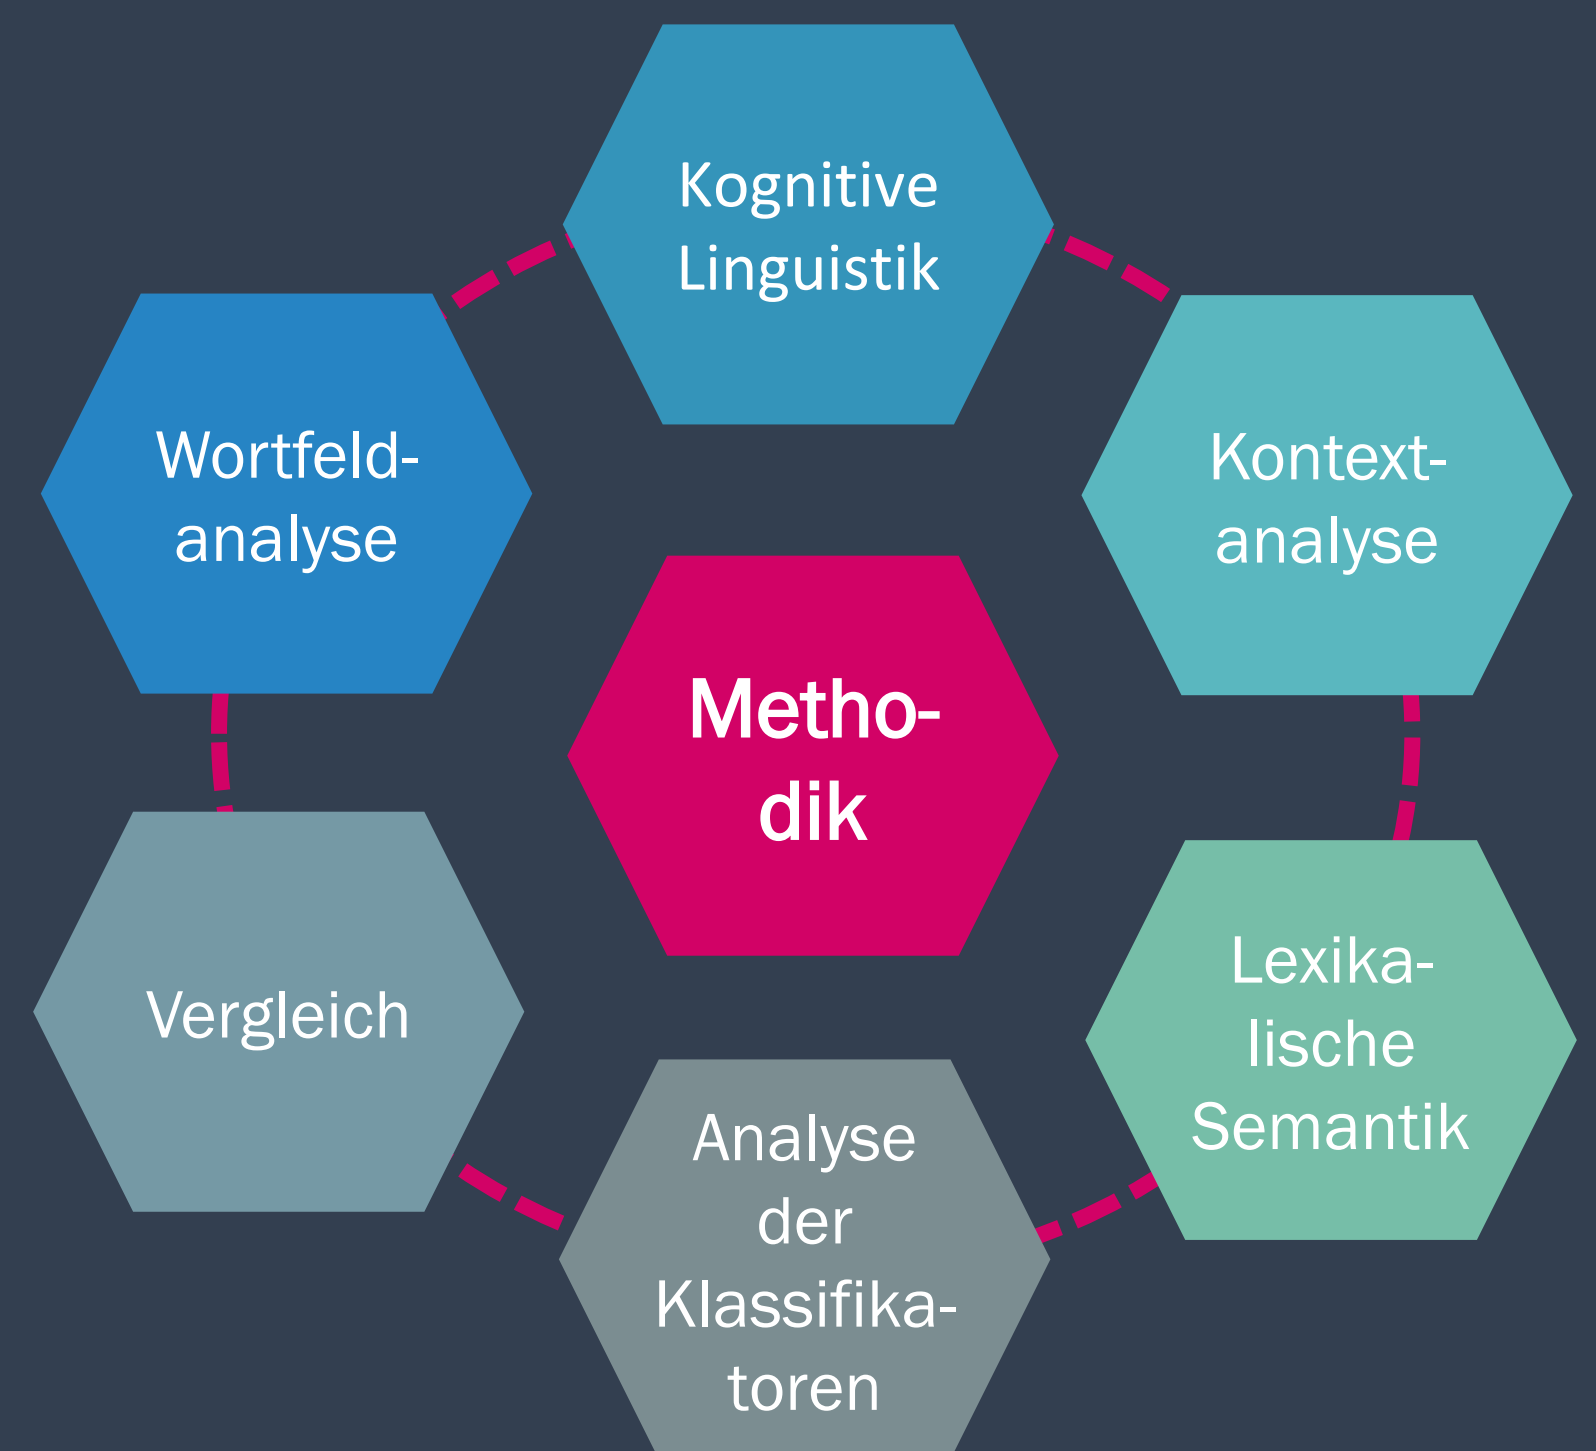 Kognitive
Linguistik
Wortfeld-
analyse
Kontext-
analyse
Metho-
dik
Vergleich
Lexika-
lische
Semantik
Analyse
der
Klassifika-
toren